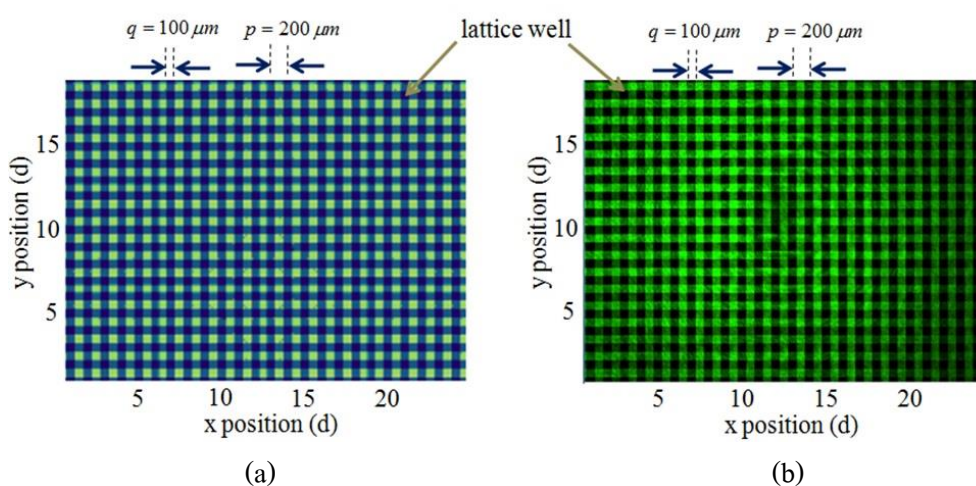 lattice well
q = 100 μm p = 200 μm
q = 100 μm p = 200 μm
15
10
5
y position (d)
5 10 15 20
x position (d)
15
10
5
y position (d)
5 10 15 20
x position (d)
(a)
(b)